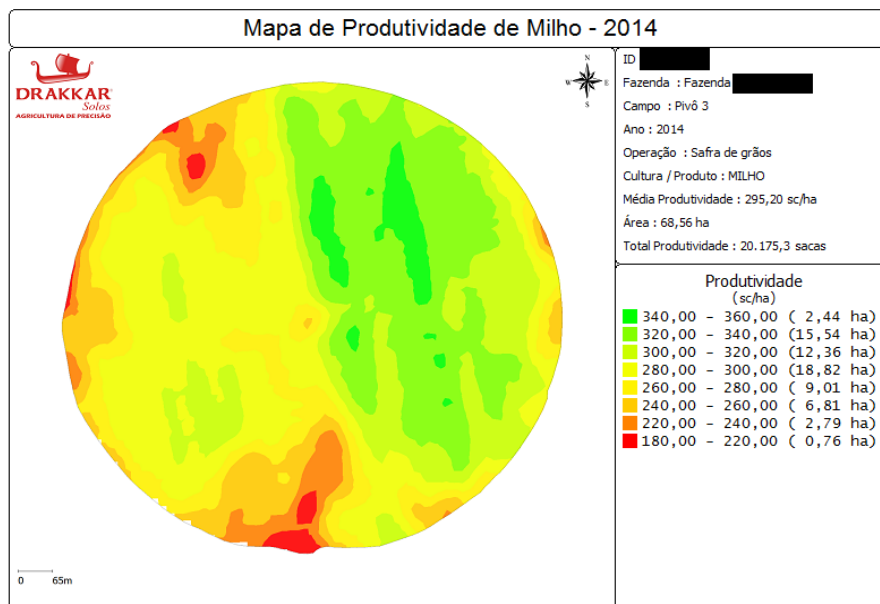 Mapa de Produtividade de Milho - 2014
DRAKKAR
Solos
AGRICULTURA DE PRECISÃO
N
W E
S
ID
Fazenda : Fazenda
Campo : Pivô 3
Ano : 2014
Operação : Safra de grãos
Cultura / Produto : MILHO
Média Produtividade : 295,20 sc/ha
Área : 68,56 ha
Total Produtividade : 20.175,3 sacas
Produtividade
(sc/ha)
340,00 - 360,00 ( 2,44 ha)
320,00 - 340,00 (15,54 ha)
300,00 - 320,00 (12,36 ha)
280,00 - 300,00 (18,82 ha)
260,00 - 280,00 ( 9,01 ha)
240,00 - 260,00 ( 6,81 ha)
220,00 - 240,00 ( 2,79 ha)
180,00 - 220,00 ( 0,76 ha)
0 65m